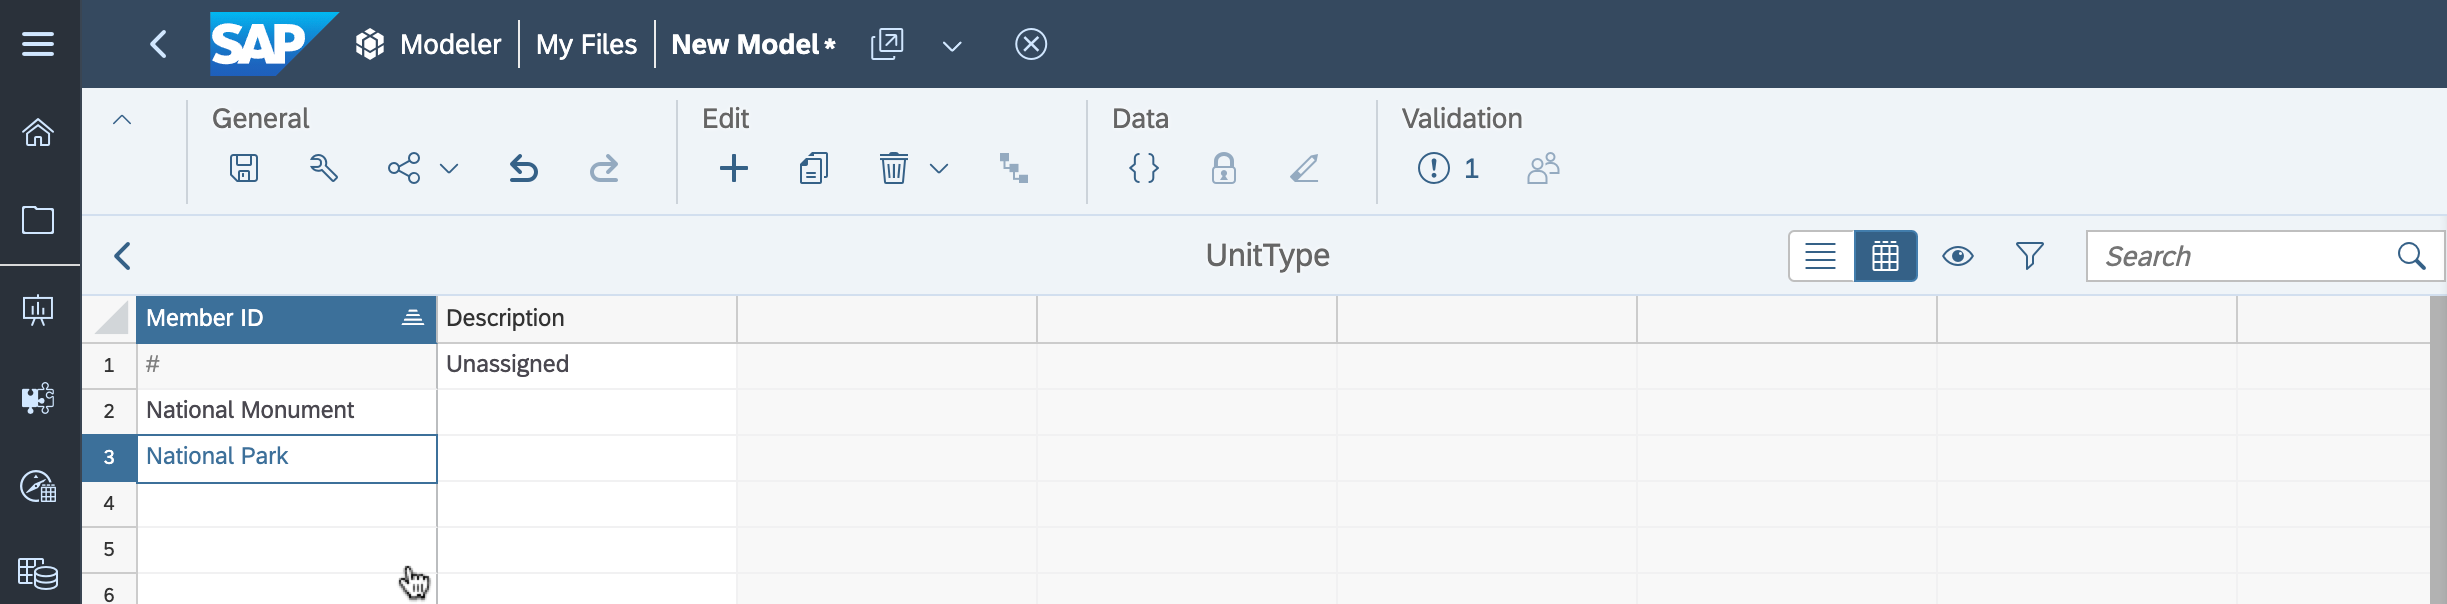 SAP Modeler My Files New Model *
General Edit Data Validation
1
UnitType
Search
Member ID Description
1 # Unassigned
2 National Monument
3 National Park
4
5
6